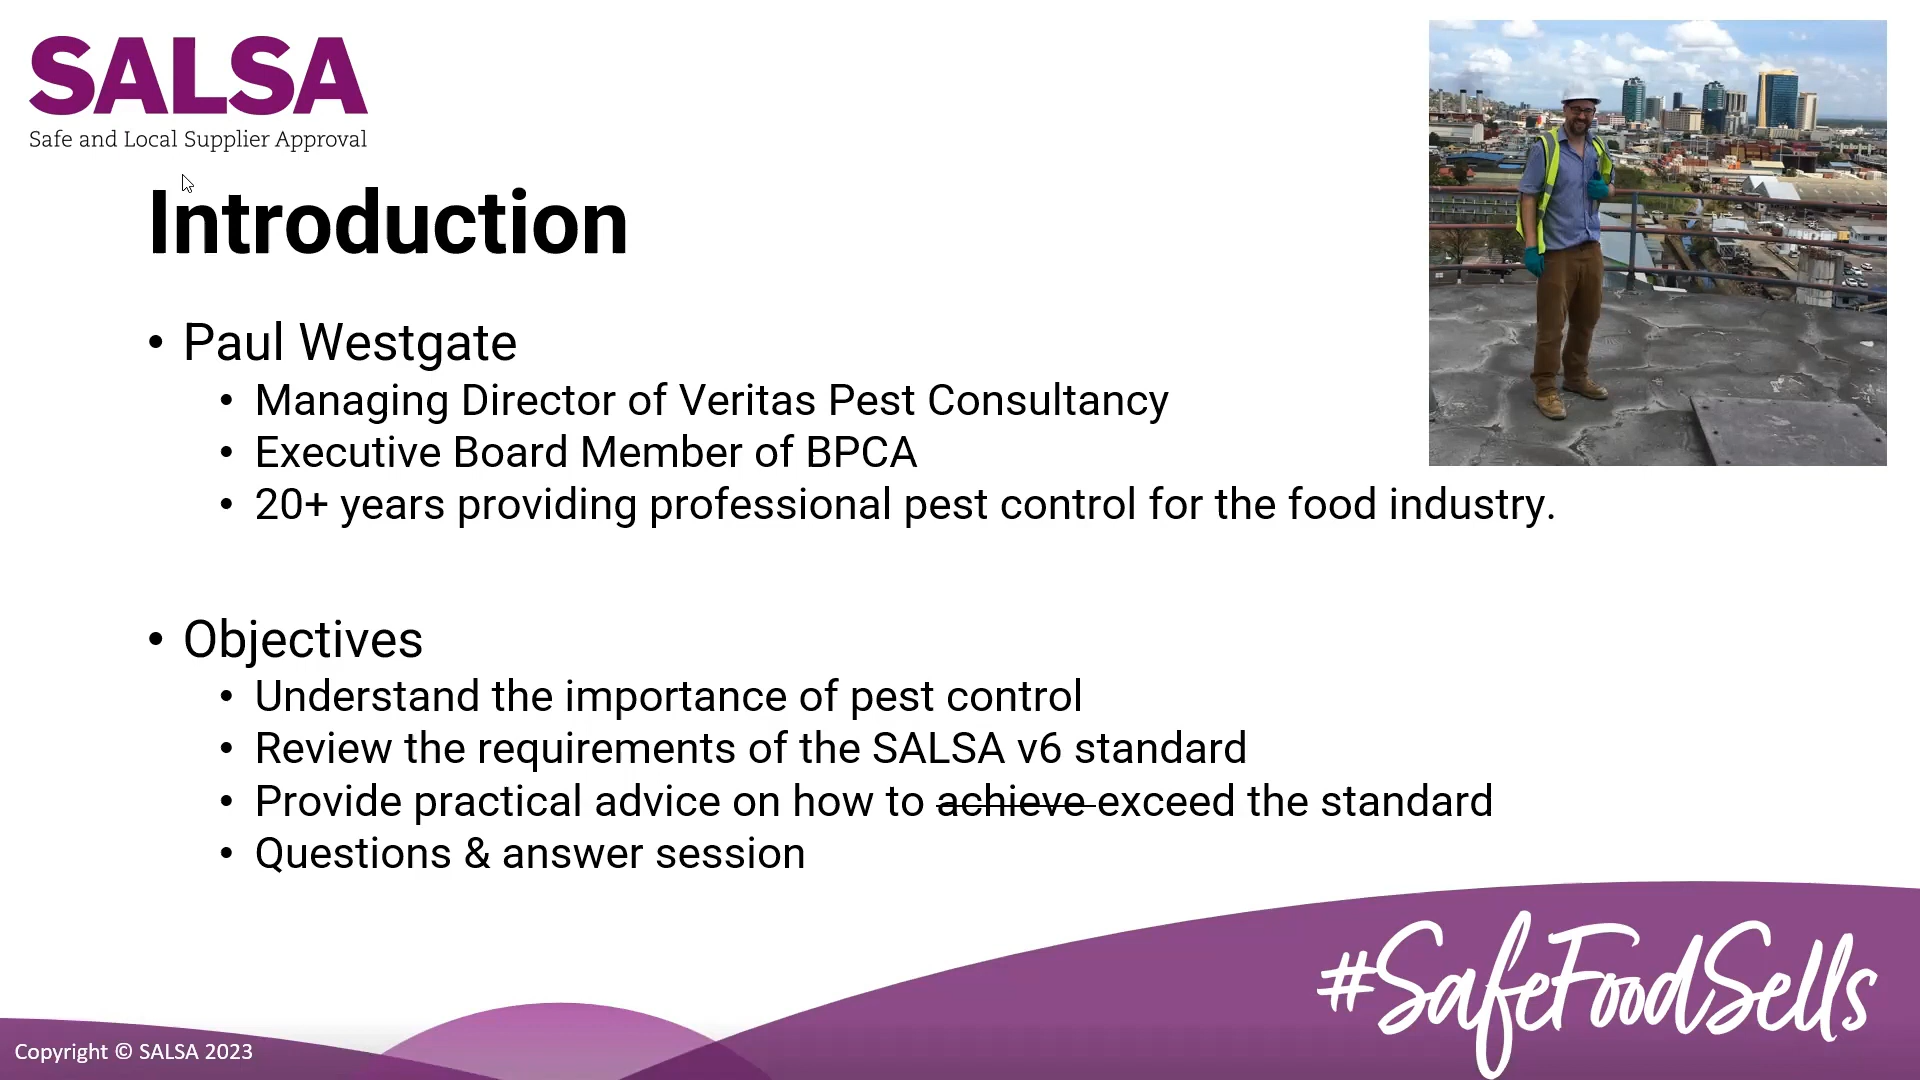 SALSA
Safe and Local Supplier Approval
Introduction
• Paul Westgate
• Managing Director of Veritas Pest Consultancy
• Executive Board Member of BPCA
• 20+ years providing professional pest control for the food industry.
• Objectives
• Understand the importance of pest control
• Review the requirements of the SALSA v6 standard
• Provide practical advice on how to achieve exceed the standard
• Questions & answer session
#SafeFoodSells
Copyright © SALSA 2023